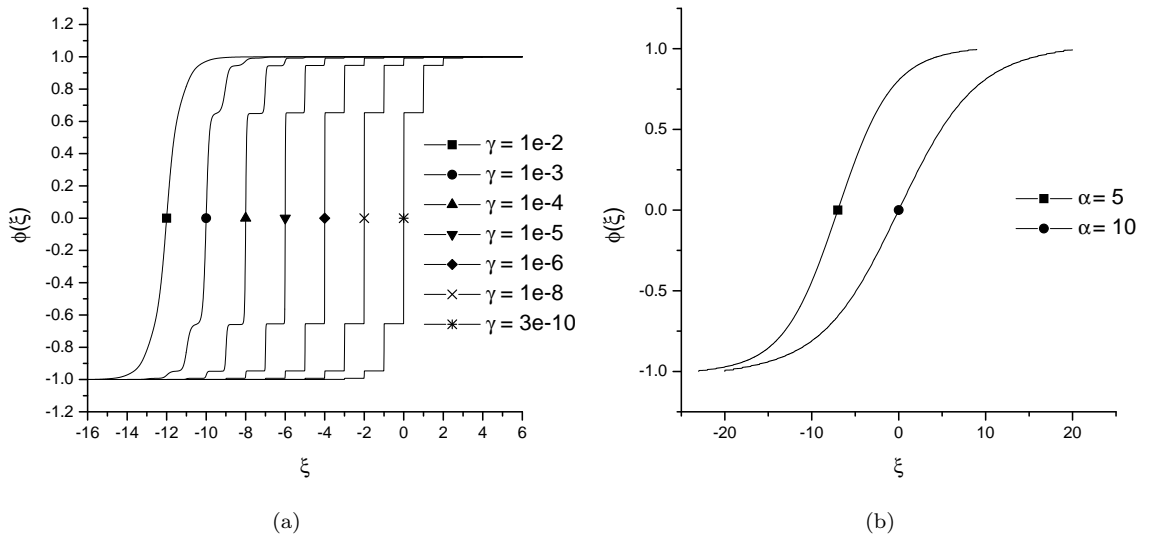 1.2
1.0
0.8
0.6
0.4
0.2
0.0
-0.2
-0.4
-0.6
-0.8
-1.0
-1.2
ϕ(ξ)
-16 -14 -12 -10 -8 -6 -4 -2 0 2 4 6
ξ
γ = 1e-2
γ = 1e-3
γ = 1e-4
γ = 1e-5
γ = 1e-6
γ = 1e-8
γ = 3e-10
(a)
1.0
0.5
0.0
-0.5
-1.0
ϕ(ξ)
-20 -10 0 10 20
ξ
α= 5
α= 10
(b)